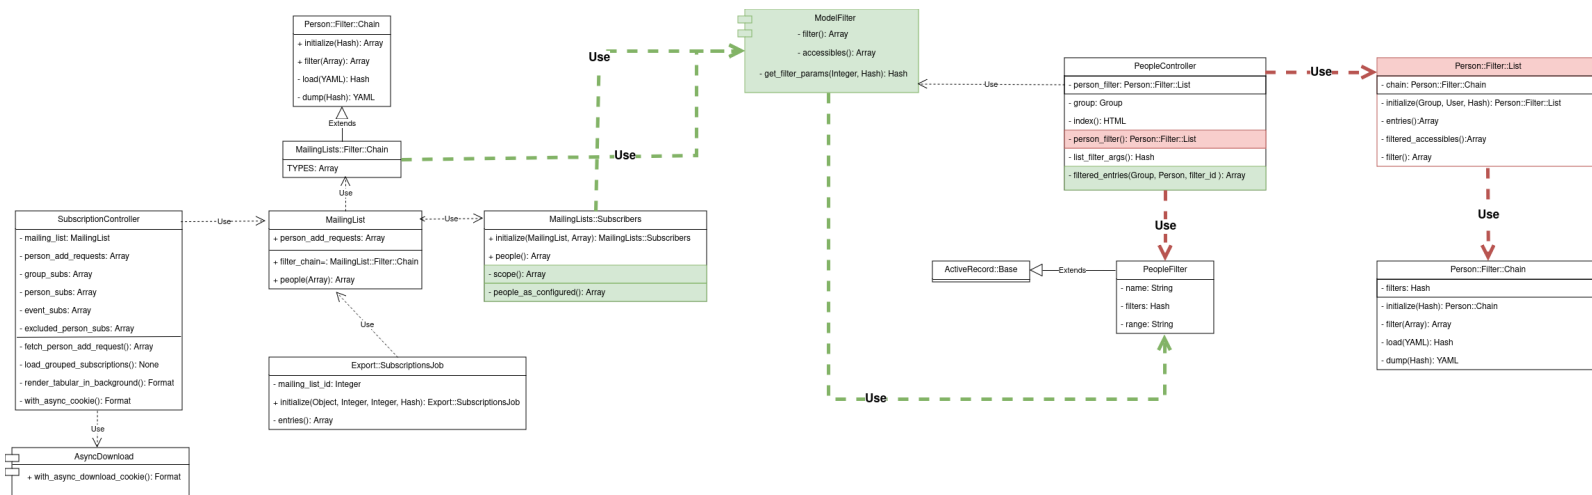 Person::Filter::Chain
+ initialize(Hash): Array
+ filter(Array): Array
- load(YAML): Hash
- dump(Hash): YAML
Extends
MailingLists::Filter::Chain
TYPES: Array
Use
SubscriptionController
- mailing_list: MailingList
- person_add_requests: Array
- group_subs: Array
- person_subs: Array
- event_subs: Array
- excluded_person_subs: Array
- fetch_person_add_request(): Array
- load_grouped_subscriptions(): None
- render_tabular_in_background(): Format
- with_async_cookie(): Format
Use
AsyncDownload
+ with_async_download_cookie(): Format
Use
MailingList
+ person_add_requests: Array
+ filter_chain=: MailingList::Filter::Chain
+ people(Array): Array
Use
MailingLists::Subscribers
+ initialize(MailingList, Array): MailingLists::Subscribers
+ people(): Array
- scope(): Array
- people_as_configured(): Array
Use
Export::SubscriptionsJob
- mailing_list_id: Integer
+ initialize(Object, Integer, Integer, Hash): Export::SubscriptionsJob
- entries(): Array
Use
Use
ModelFilter
- filter(): Array
- accessibles(): Array
- get_filter_params(Integer, Hash): Hash
Use
PeopleController
- person_filter: Person::Filter::List
- group: Group
- index(): HTML
- person_filter(): Person::Filter::List
- list_filter_args(): Hash
- filtered_entries(Group, Person, filter_id ): Array
Use
Person::Filter::List
- chain: Person::Filter::Chain
- initialize(Group, User, Hash): Person::Filter::List
- entries():Array
- filtered_accessibles():Array
- filter(): Array
Use
Use
ActiveRecord::Base
Extends
PeopleFilter
- name: String
- filters: Hash
- range: String
Use
Person::Filter::Chain
- filters: Hash
- initialize(Hash): Person::Chain
- filter(Array): Array
- load(YAML): Hash
- dump(Hash): YAML